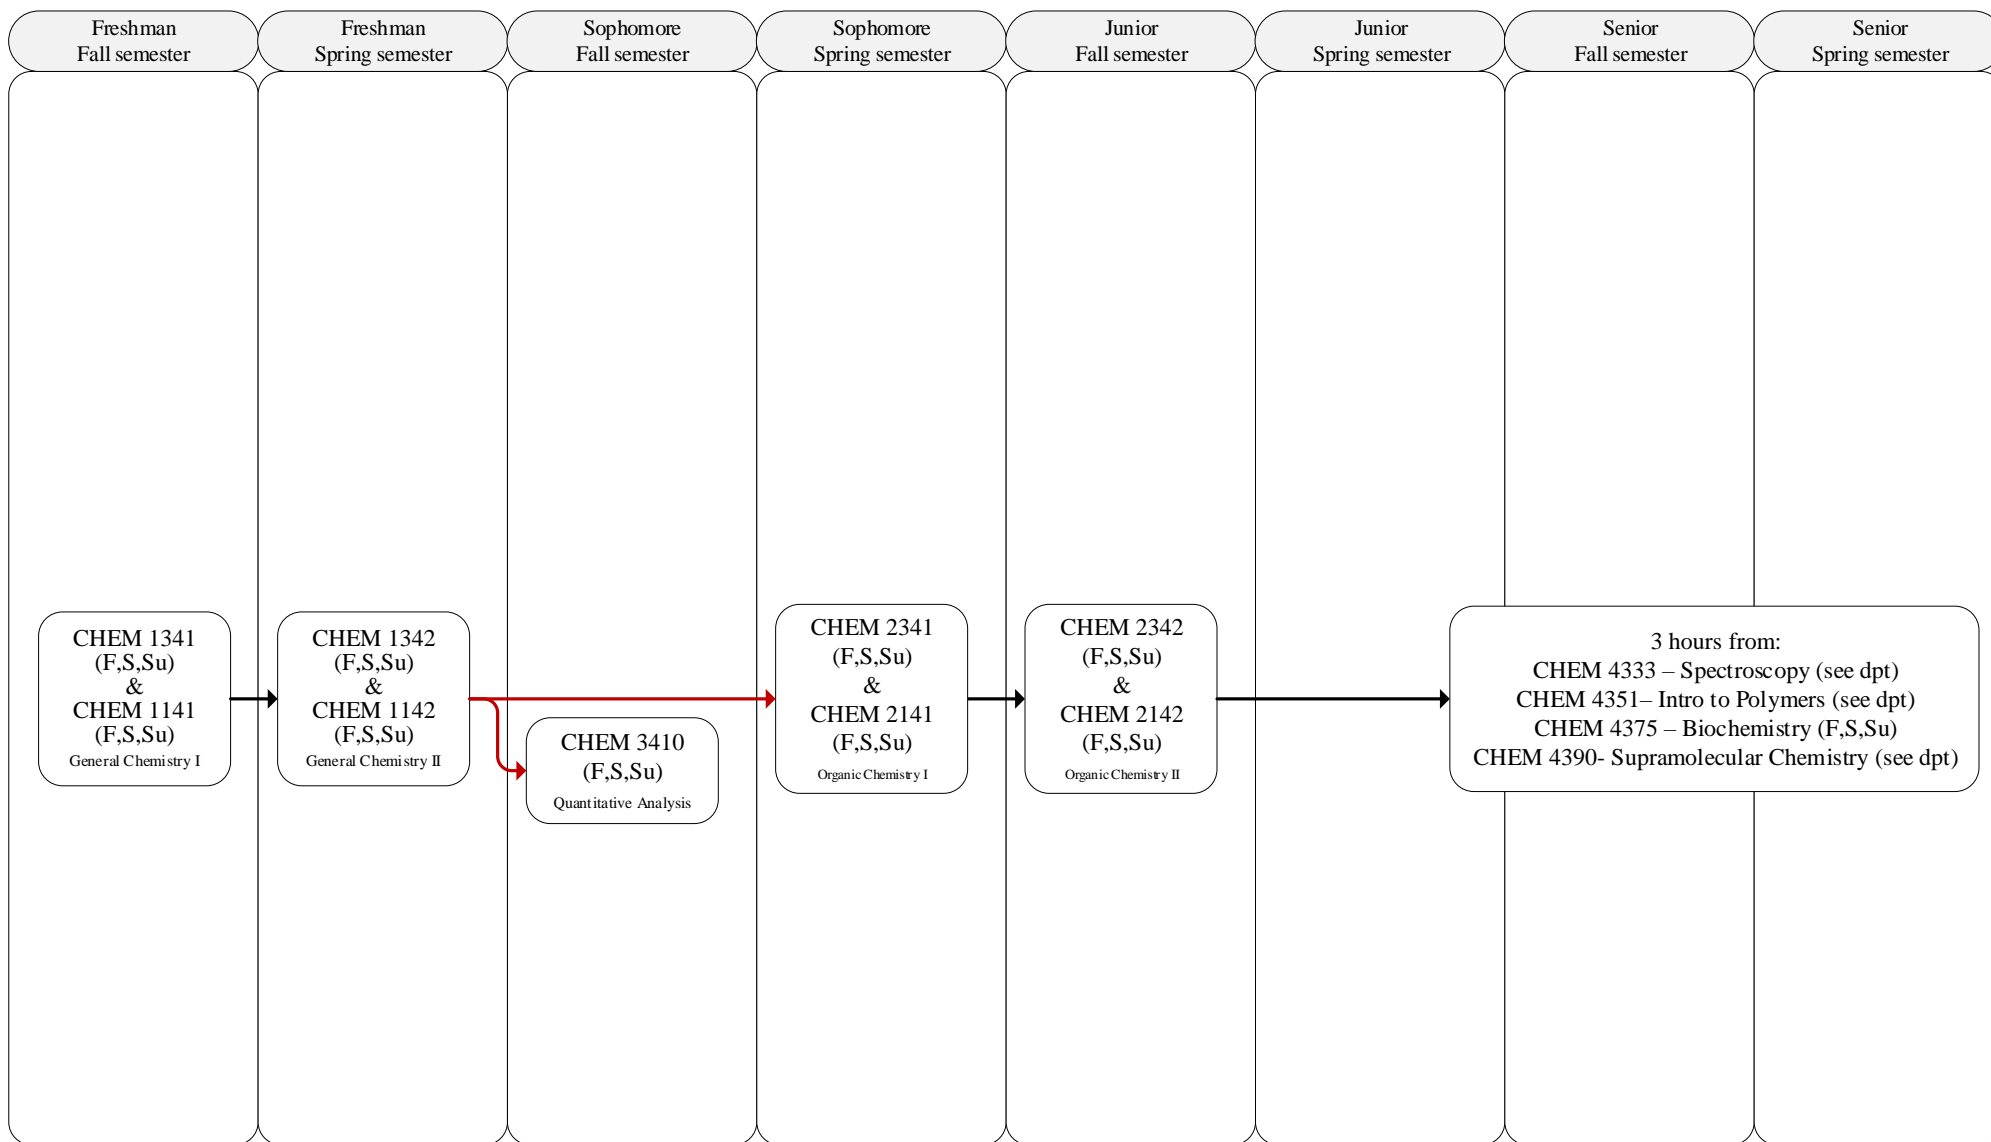 Freshman
Fall semester
Freshman
Spring semester
Sophomore
Fall semester
Sophomore
Spring semester
Junior
Fall semester
Junior
Spring semester
Senior
Fall semester
Senior
Spring semester
CHEM 1341
(F,S,Su)
&
CHEM 1141
(F,S,Su)
General Chemistry I
CHEM 1342
(F,S,Su)
&
CHEM 1142
(F,S,Su)
General Chemistry II
CHEM 3410
(F,S,Su)
Quantitative Analysis
CHEM 2341
(F,S,Su)
&
CHEM 2141
(F,S,Su)
Organic Chemistry I
CHEM 2342
(F,S,Su)
&
CHEM 2142
(F,S,Su)
Organic Chemistry II
3 hours from:
CHEM 4333 – Spectroscopy (see dpt)
CHEM 4351– Intro to Polymers (see dpt)
CHEM 4375 – Biochemistry (F,S,Su)
CHEM 4390- Supramolecular Chemistry (see dpt)